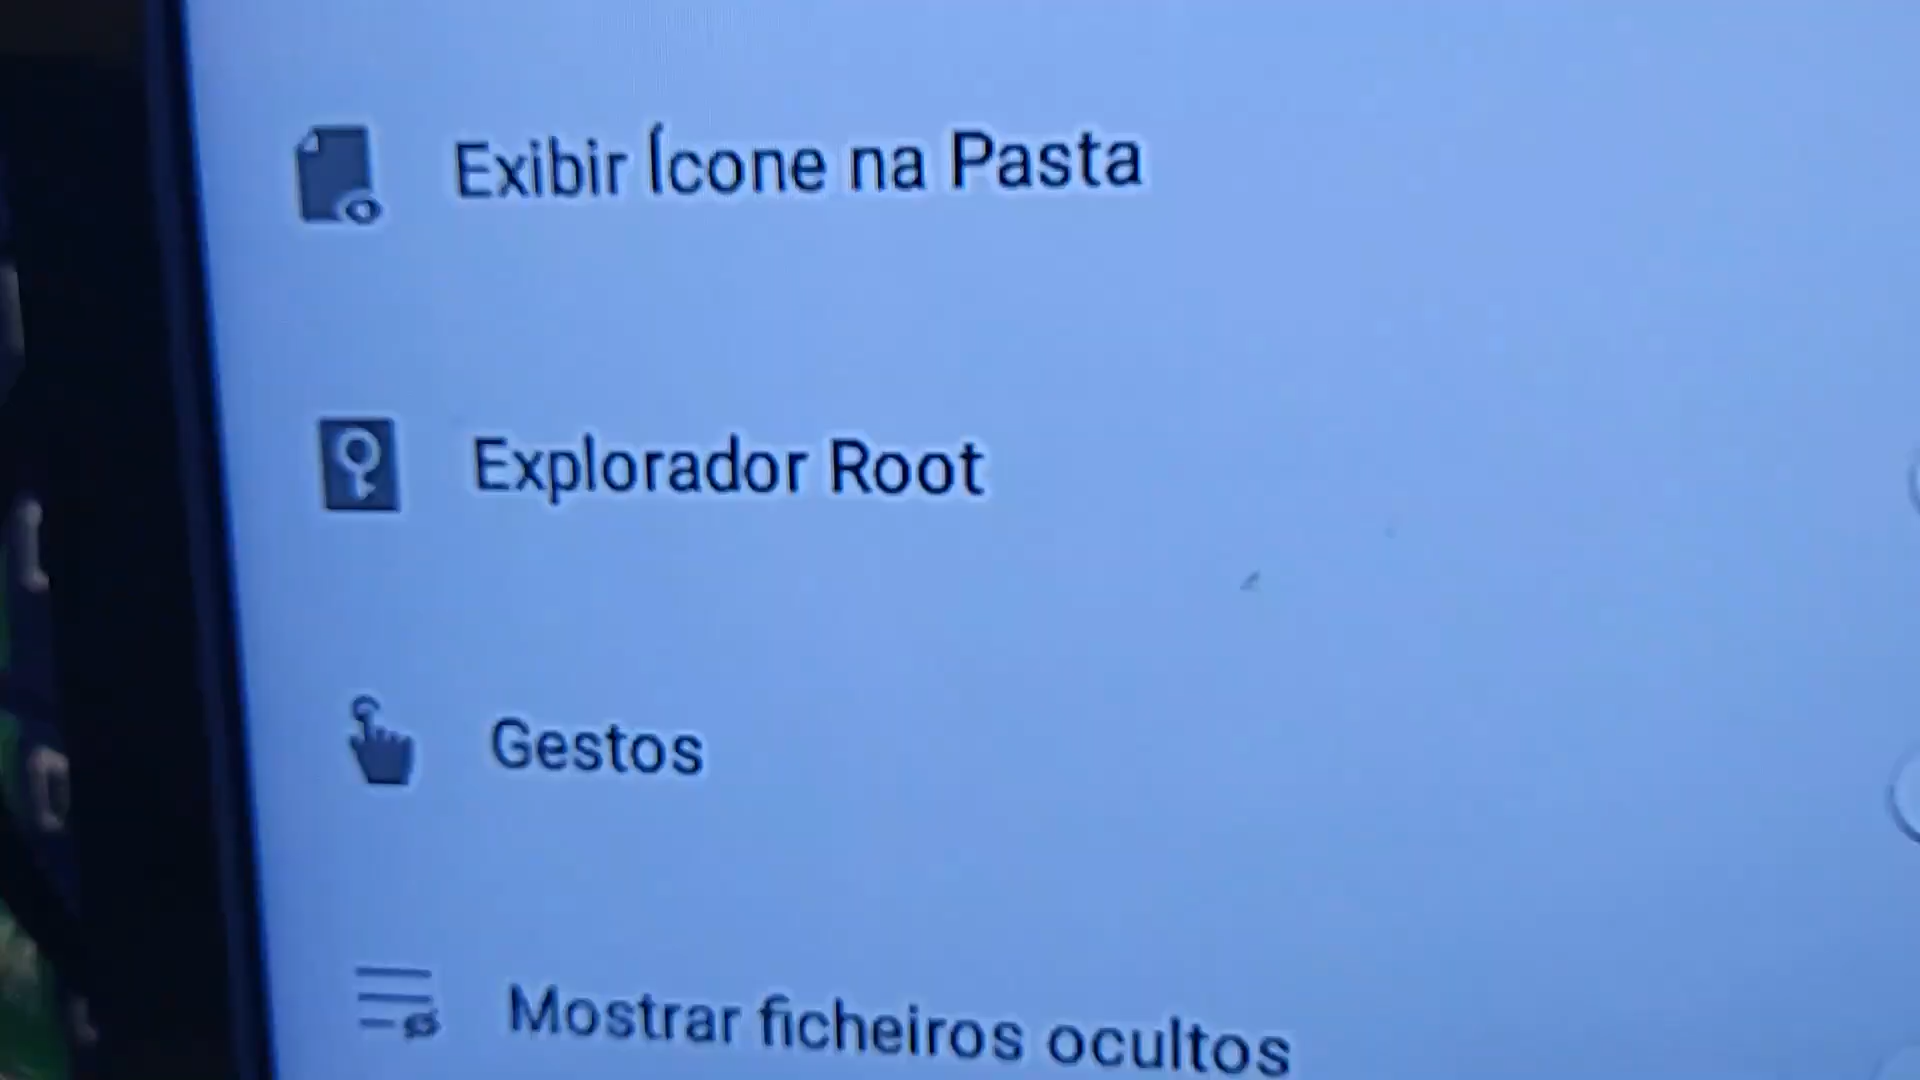 Exibir Ícone na Pasta
Explorador Root
Gestos
Mostrar ficheiros ocultos